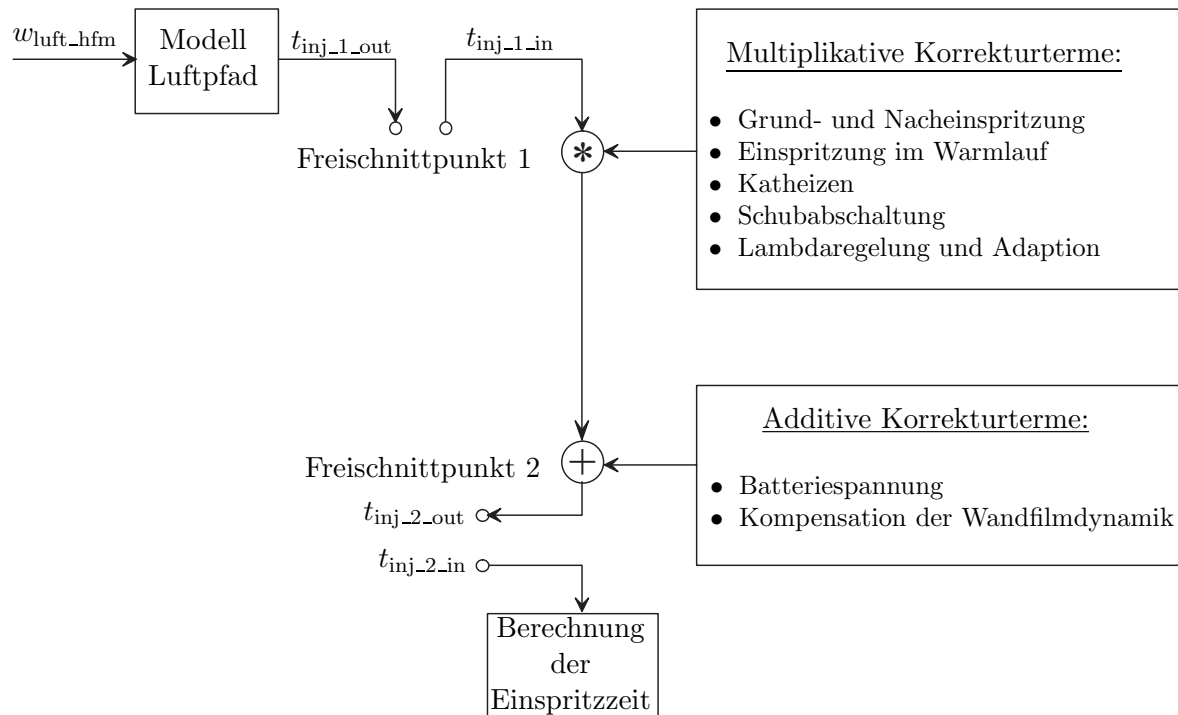 w_luft_hfm
Modell
Luftpfad
t_inj_1_out
t_inj_1_in
Freischnittpunkt 1
*
Multiplikative Korrekturterme:
• Grund- und Nacheinspritzung
• Einspritzung im Warmlauf
• Katheizen
• Schubabschaltung
• Lambdaregelung und Adaption
Freischnittpunkt 2
+
Additive Korrekturterme:
• Batteriespannung
• Kompensation der Wandfilmdynamik
t_inj_2_out
t_inj_2_in
Berechnung
der
Einspritzzeit